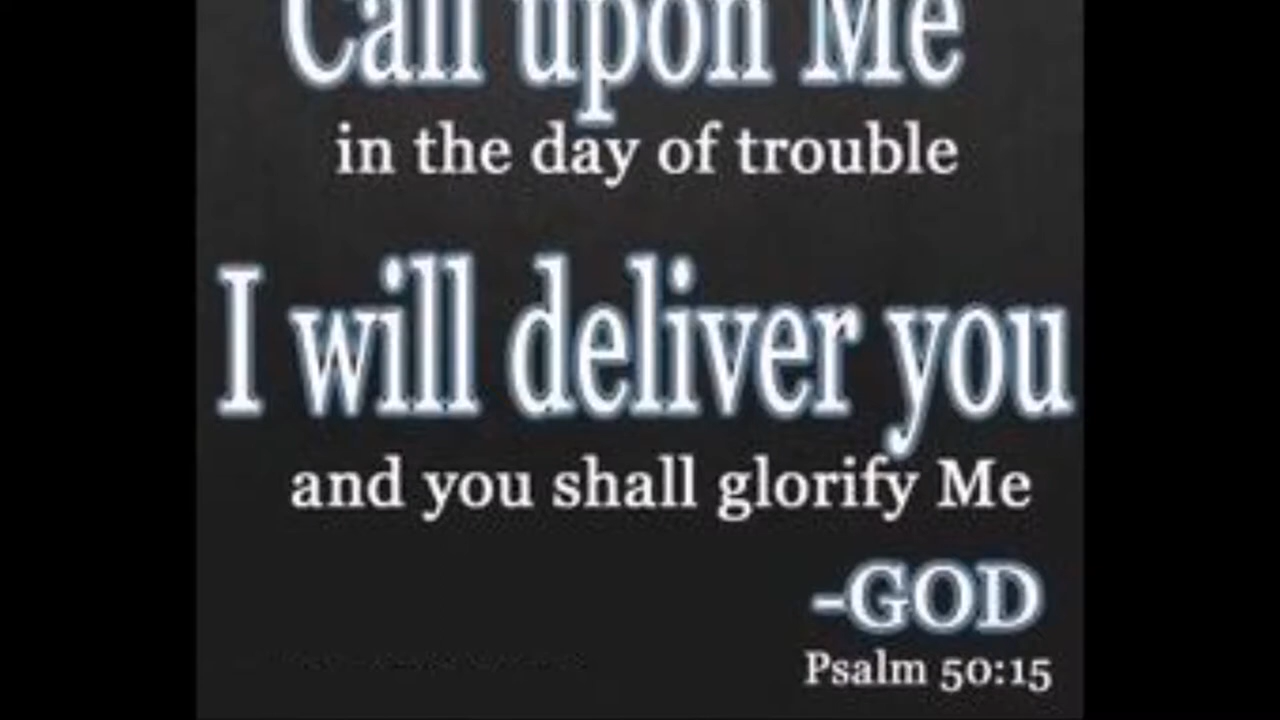 Call upon Me
in the day of trouble
I will deliver you
and you shall glorify Me
-GOD
Psalm 50:15